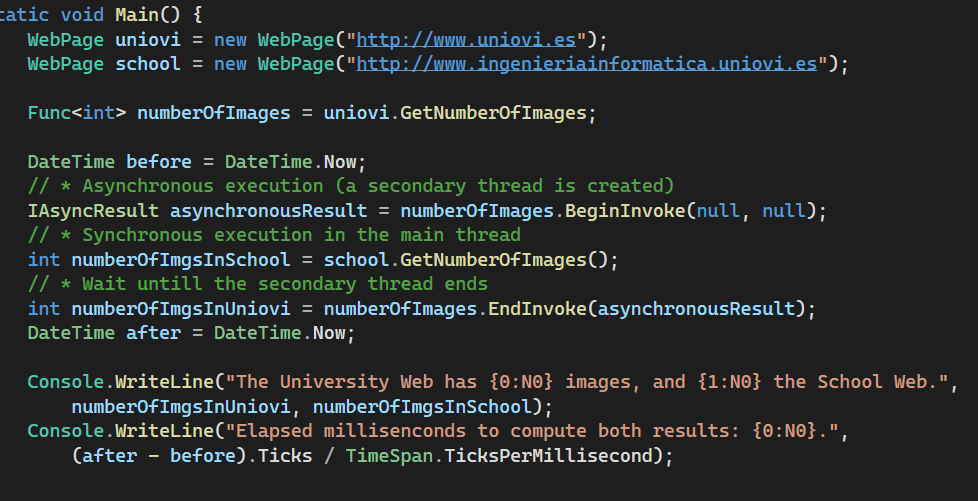 tatic void Main() {
WebPage uniovi = new WebPage("http://www.uniovi.es");
WebPage school = new WebPage("http://www.ingenieriainformatica.uniovi.es");
Func<int> numberOfImages = uniovi.GetNumberOfImages;
DateTime before = DateTime.Now;
// * Asynchronous execution (a secondary thread is created)
IAsyncResult asynchronousResult = numberOfImages.BeginInvoke(null, null);
// * Synchronous execution in the main thread
int numberOfImgsInSchool = school.GetNumberOfImages();
// * Wait untill the secondary thread ends
int numberOfImgsInUniovi = numberOfImages.EndInvoke(asynchronousResult);
DateTime after = DateTime.Now;
Console.WriteLine("The University Web has {0:N0} images, and {1:N0} the School Web.",
numberOfImgsInUniovi, numberOfImgsInSchool);
Console.WriteLine("Elapsed millisenconds to compute both results: {0:N0}.",
(after - before).Ticks / TimeSpan.TicksPerMillisecond);